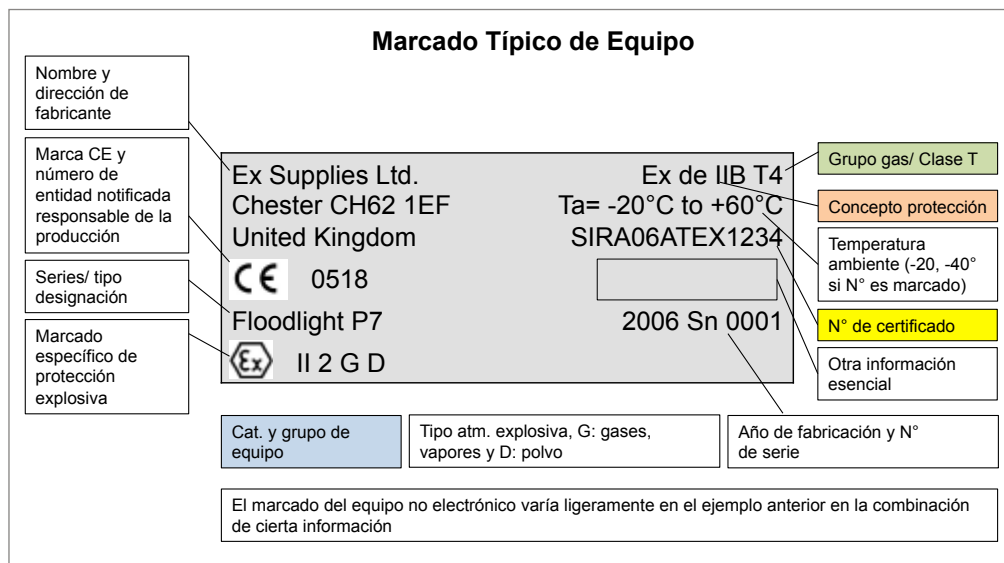 Marcado Típico de Equipo
Nombre y
dirección de
fabricante
Marca CE y
número de
entidad notificada
responsable de la
producción
Series/ tipo
designación
Marcado
específico de
protección
explosiva
Ex Supplies Ltd.
Chester CH62 1EF
United Kingdom
CE 0518
Floodlight P7
Ex II 2 G D
Ex de IIB T4
Ta= -20°C to +60°C
SIRA06ATEX1234
2006 Sn 0001
Grupo gas/ Clase T
Concepto protección
Temperatura
ambiente (-20, -40°
si N° es marcado)
N° de certificado
Otra información
esencial
Cat. y grupo de
equipo
Tipo atm. explosiva, G: gases,
vapores y D: polvo
Año de fabricación y N°
de serie
El marcado del equipo no electrónico varía ligeramente en el ejemplo anterior en la combinación
de cierta información